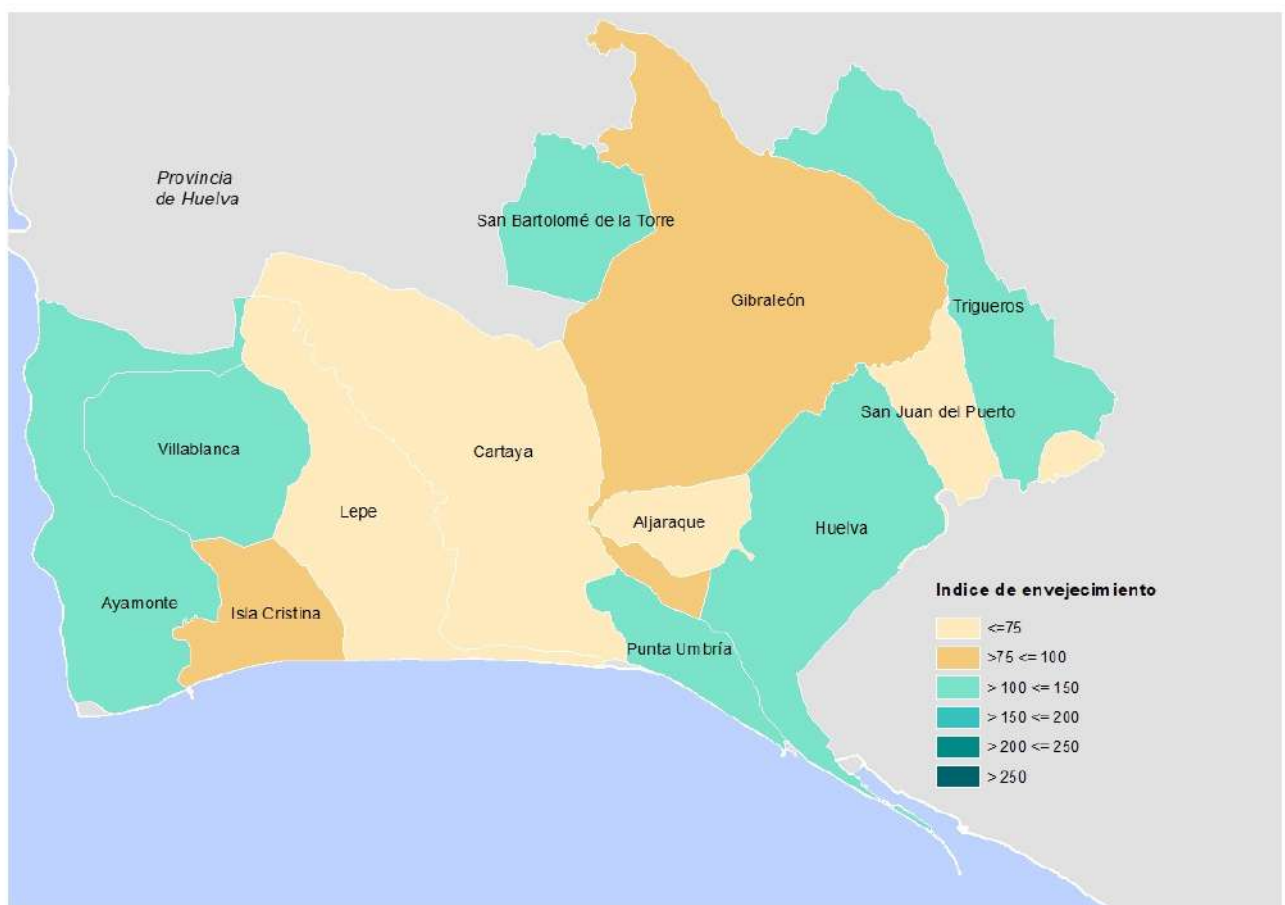 Provincia
de Huelva
San Bartolomé de la Torre
Gibraleón
Trigueros
San Juan del Puerto
Villablanca
Cartaya
Lepe
Aljaraque
Huelva
Ayamonte
Isla Cristina
Punta Umbría
Indice de envejecimiento
<=75
>75 <= 100
> 100 <= 150
> 150 <= 200
> 200 <= 250
> 250